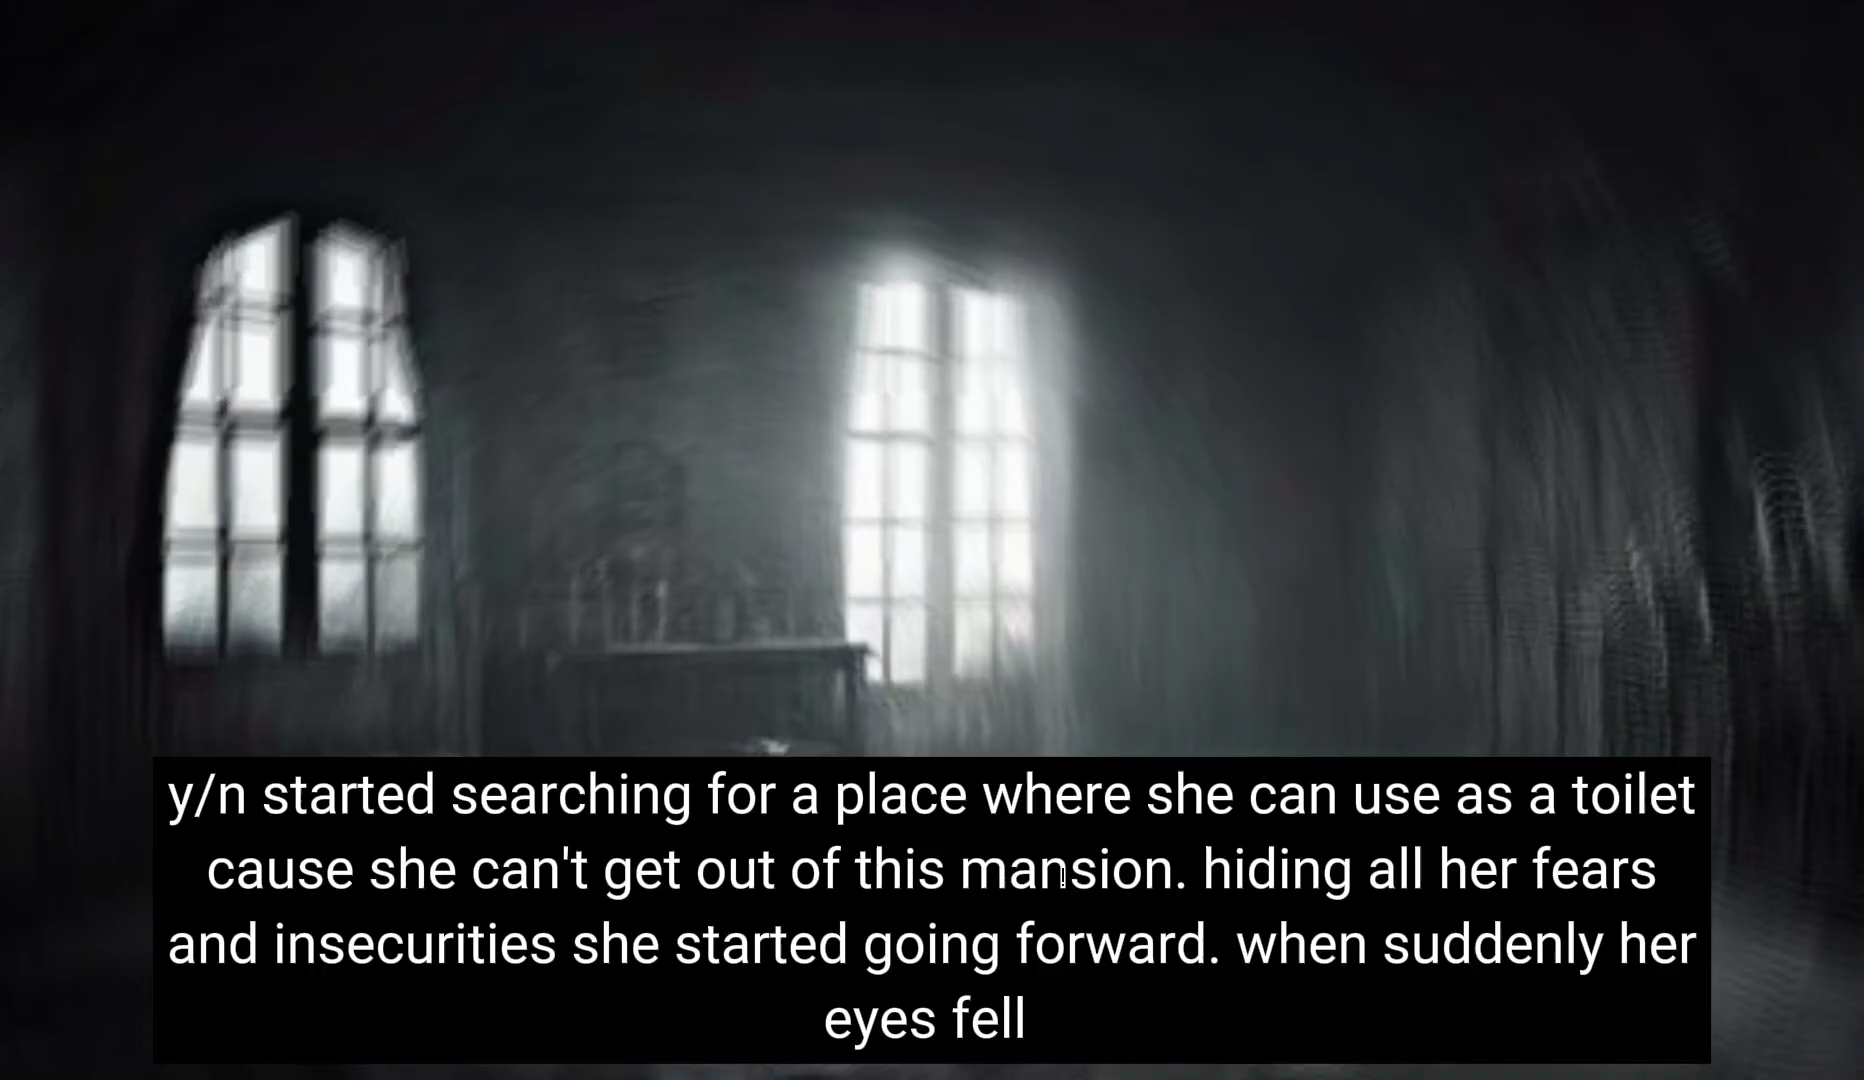 y/n started searching for a place where she can use as a toilet
cause she can't get out of this mansion. hiding all her fears
and insecurities she started going forward. when suddenly her
eyes fell